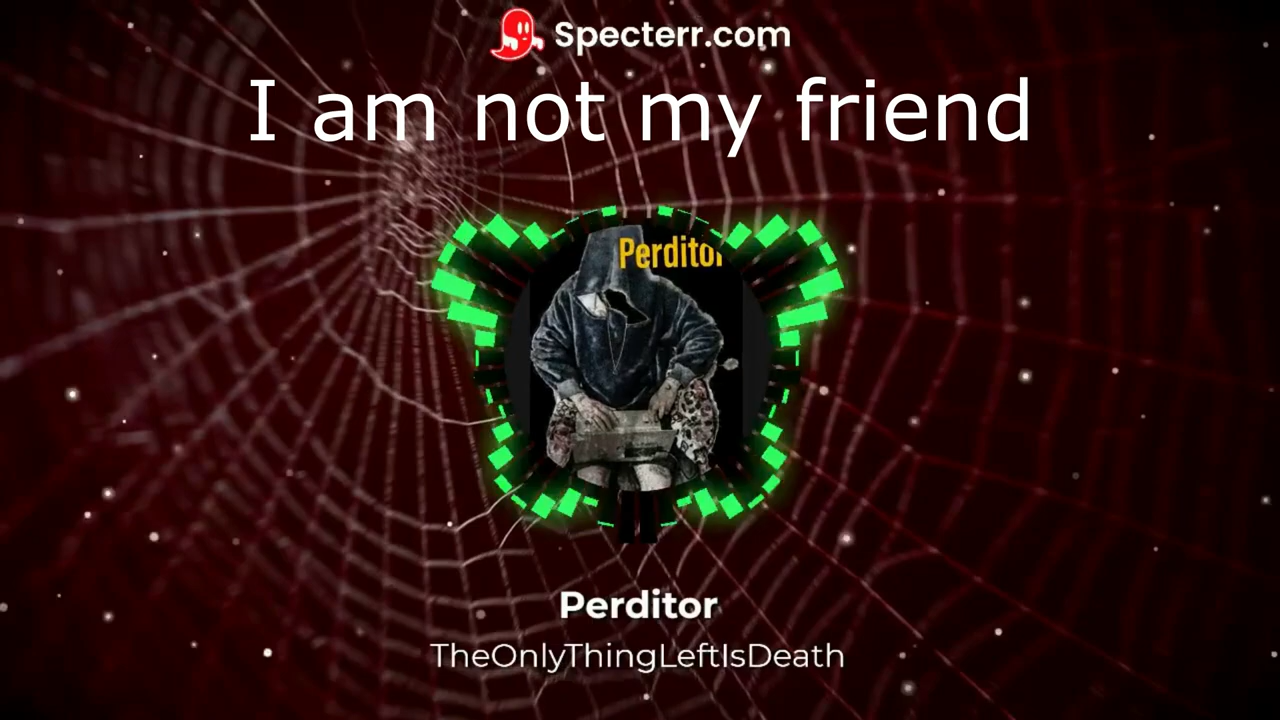 Specterr.com
I am not my friend
Perditor
Perditor
TheOnlyThingLeftIsDeath